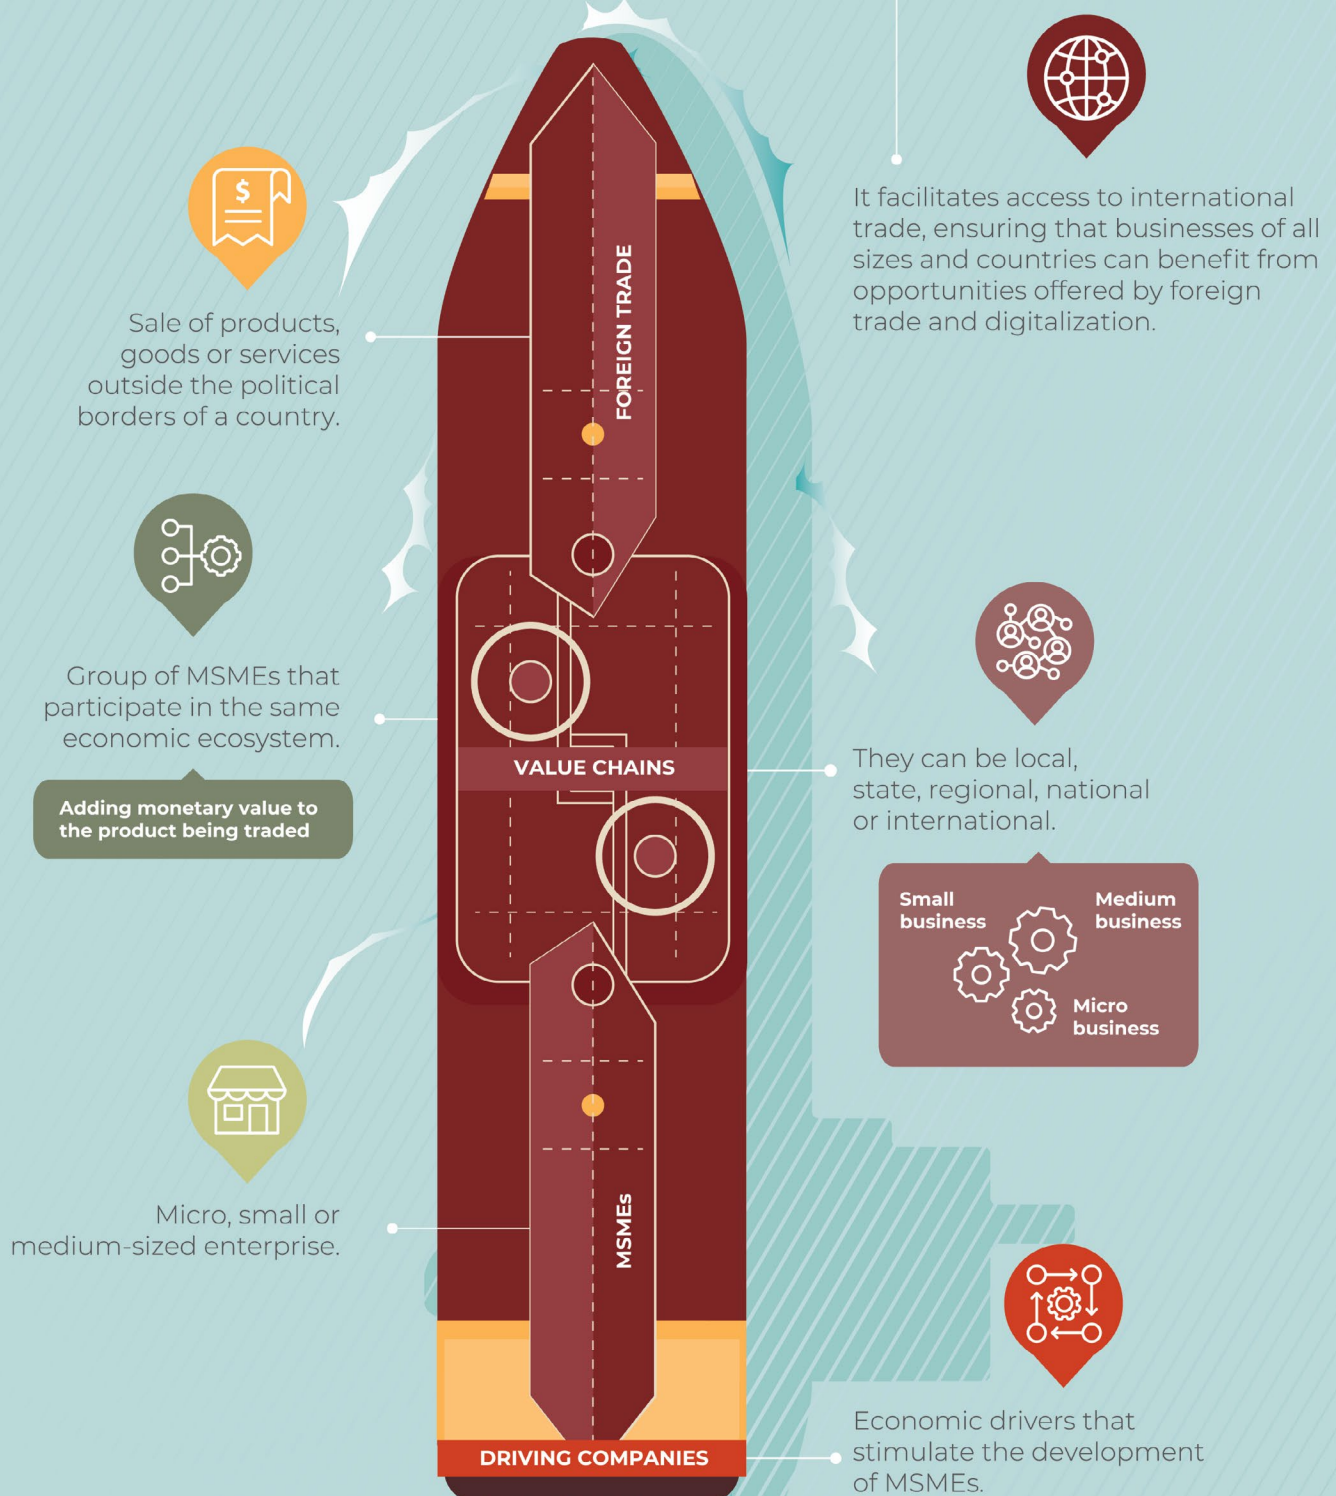 It facilitates access to international
trade, ensuring that businesses of all
sizes and countries can benefit from
opportunities offered by foreign
trade and digitalization.
$
FOREIGN TRADE
Sale of products,
goods or services
outside the political
borders of a country.
Group of MSMEs that
participate in the same
economic ecosystem.
Adding monetary value to
the product being traded
VALUE CHAINS
They can be local,
state, regional, national
or international.
Small
business
Medium
business
Micro
business
MSMEs
Micro, small or
medium-sized enterprise.
DRIVING COMPANIES
Economic drivers that
stimulate the development
of MSMEs.